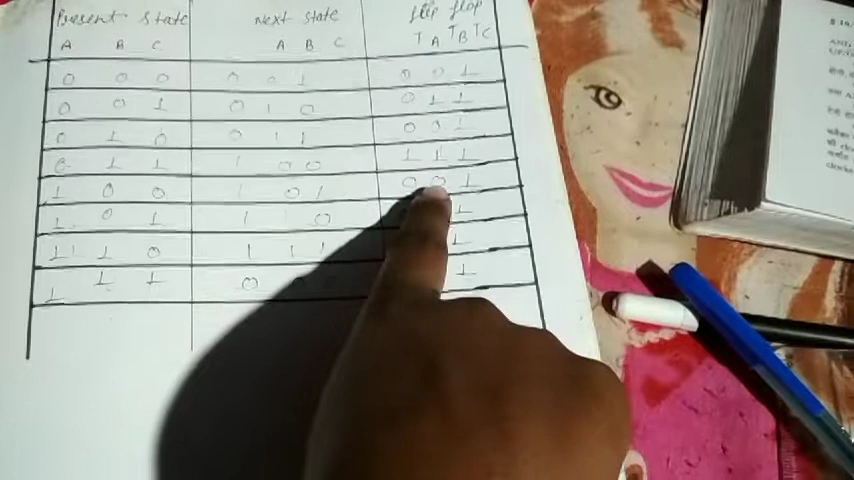 Present state Next state flip flop
A B C A B C T A T B T C
0 0 0 0 0 1 0 0 1
0 0 1 0 1 0 0 1 1
0 1 0 0 1 1 0 0 1
0 1 1 1 0 0 1 1 1
1 0 0 1 0 1 0 0 1
1 0 1 1 1 0 1
1 1 0 1 1 1 1
1 1 1 0 0 1